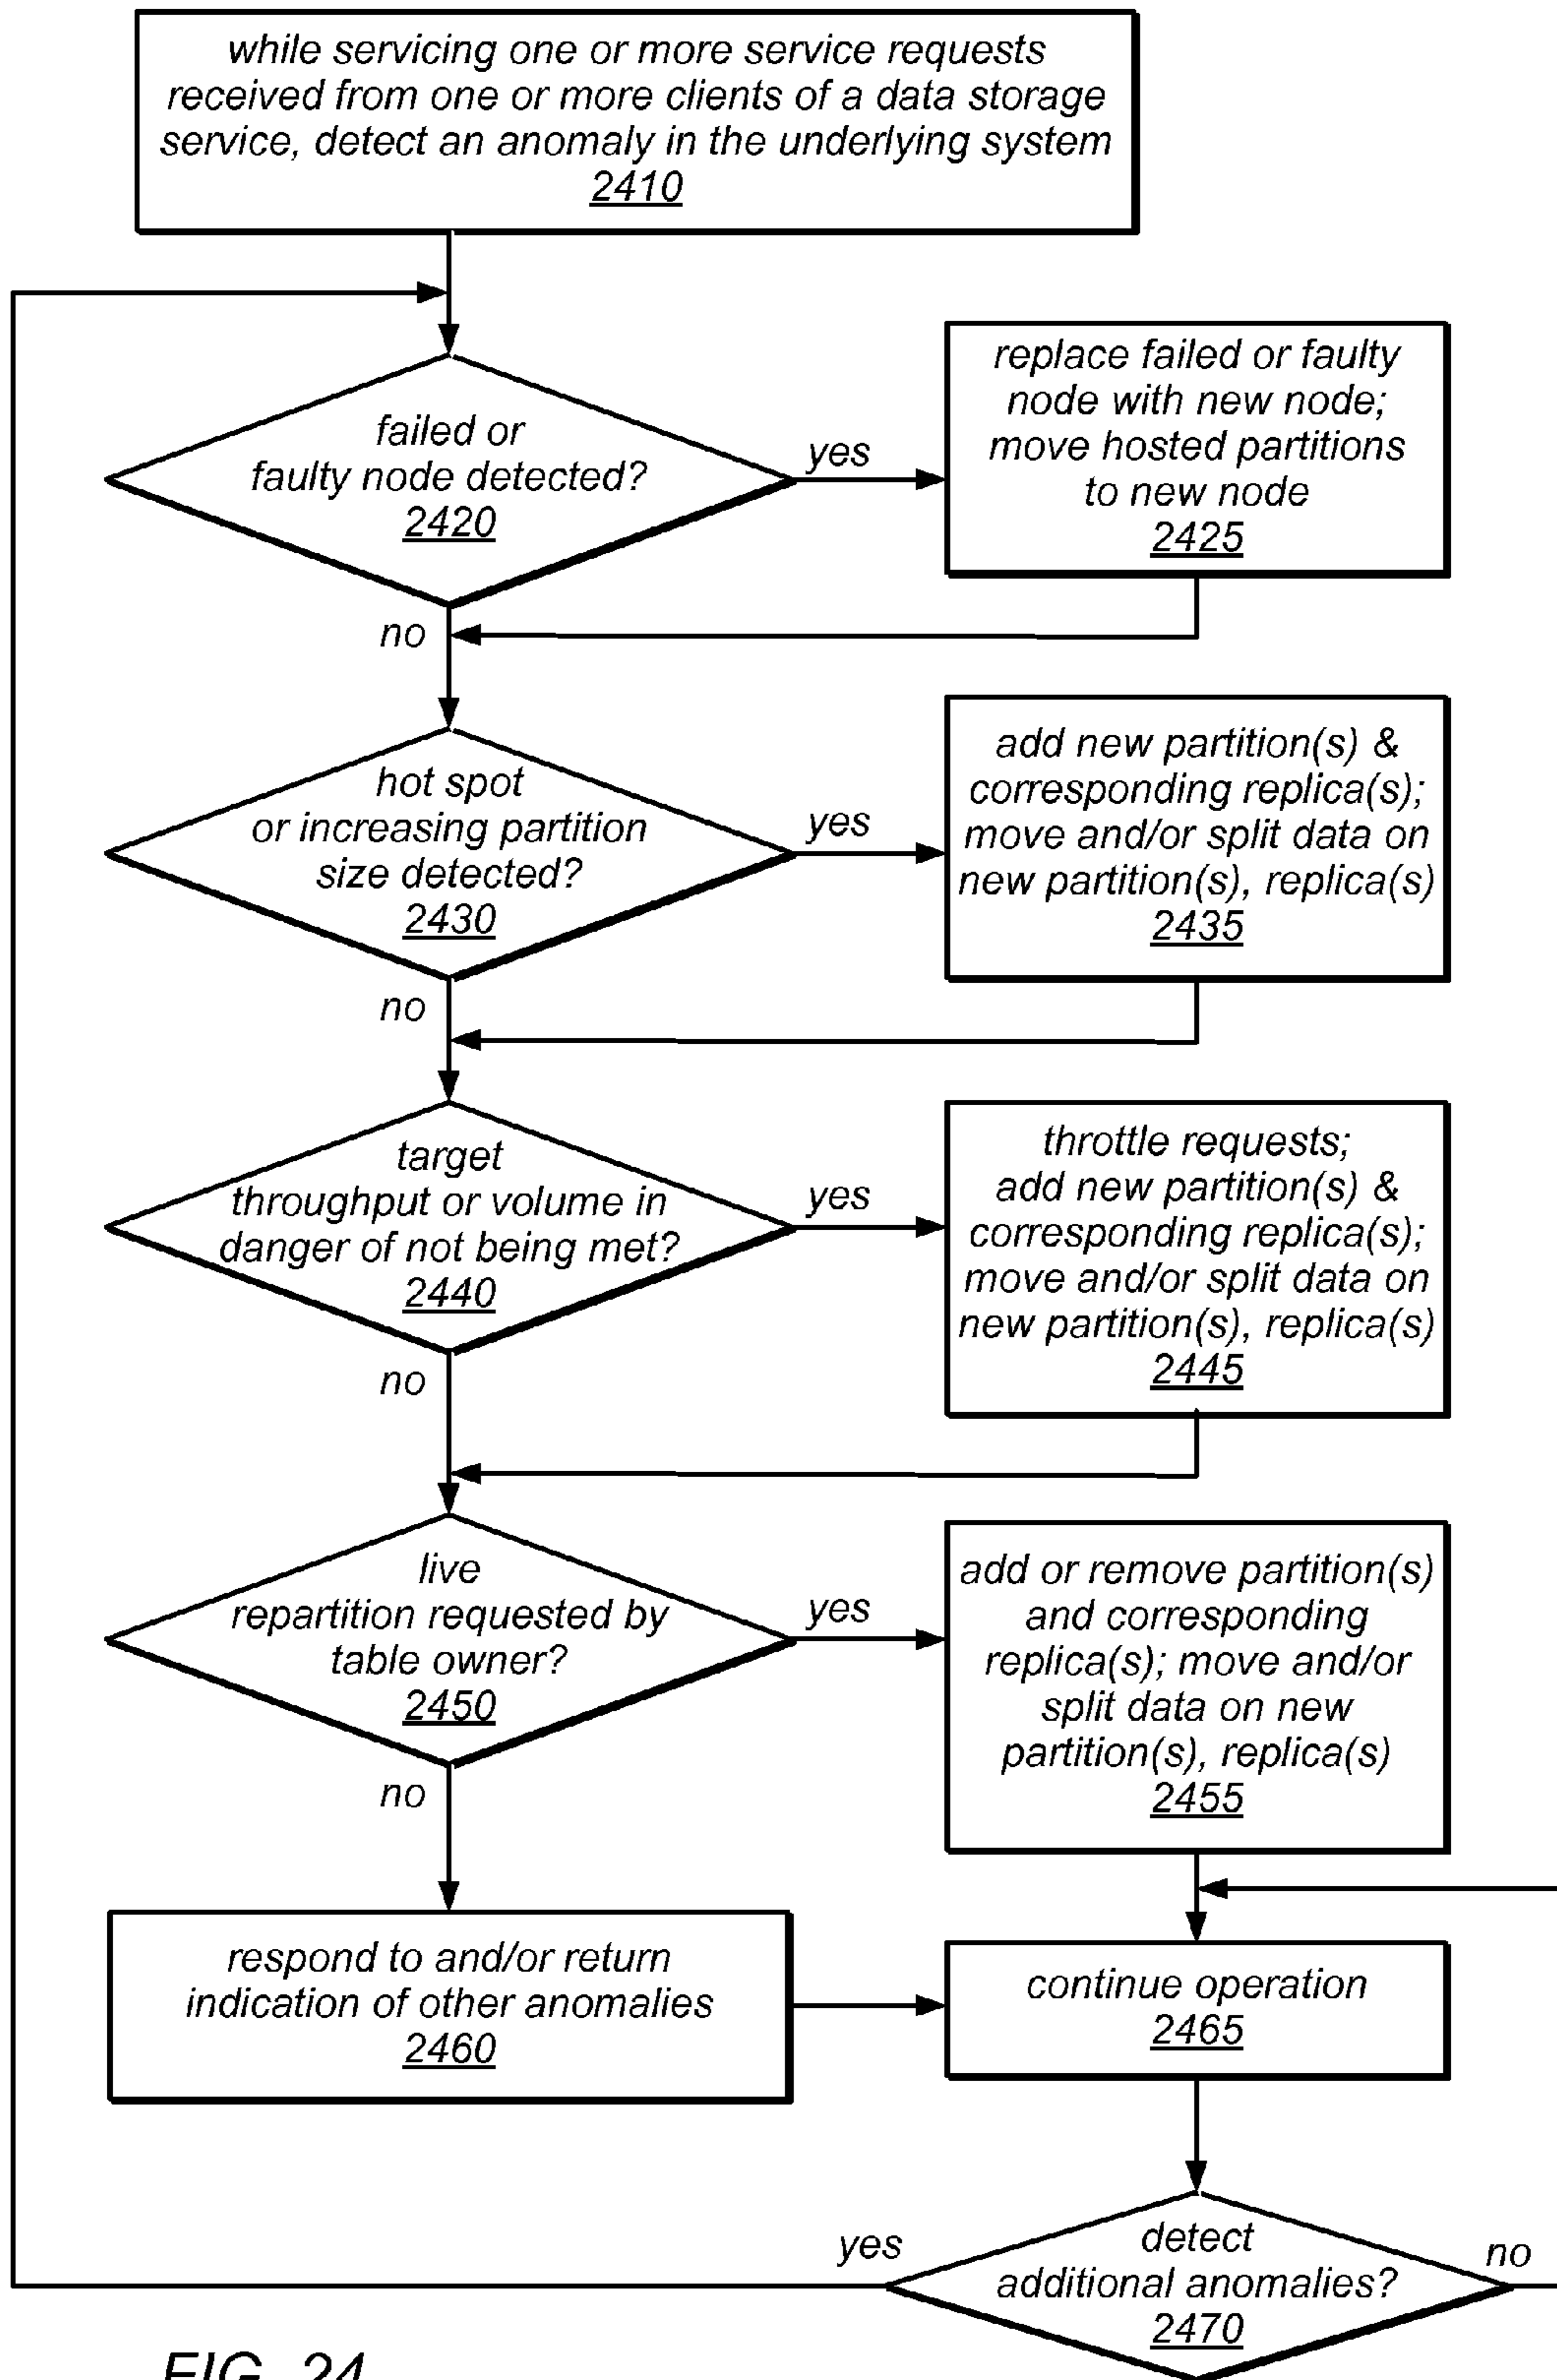 while servicing one or more service requests
received from one or more clients of a data storage
service, detect an anomaly in the underlying system
2410
failed or
faulty node detected?
2420
yes
replace failed or faulty
node with new node;
move hosted partitions
to new node
2425
no
hot spot
or increasing partition
size detected?
2430
yes
add new partition(s) &
corresponding replica(s);
move and/or split data on
new partition(s), replica(s)
2435
no
target
throughput or volume in
danger of not being met?
2440
yes
throttle requests;
add new partition(s) &
corresponding replica(s);
move and/or split data on
new partition(s), replica(s)
2445
no
live
repartition requested by
table owner?
2450
yes
add or remove partition(s)
and corresponding
replica(s); move and/or
split data on new
partition(s), replica(s)
2455
no
respond to and/or return
indication of other anomalies
2460
continue operation
2465
yes
detect
additional anomalies?
2470
no
FIG. 24